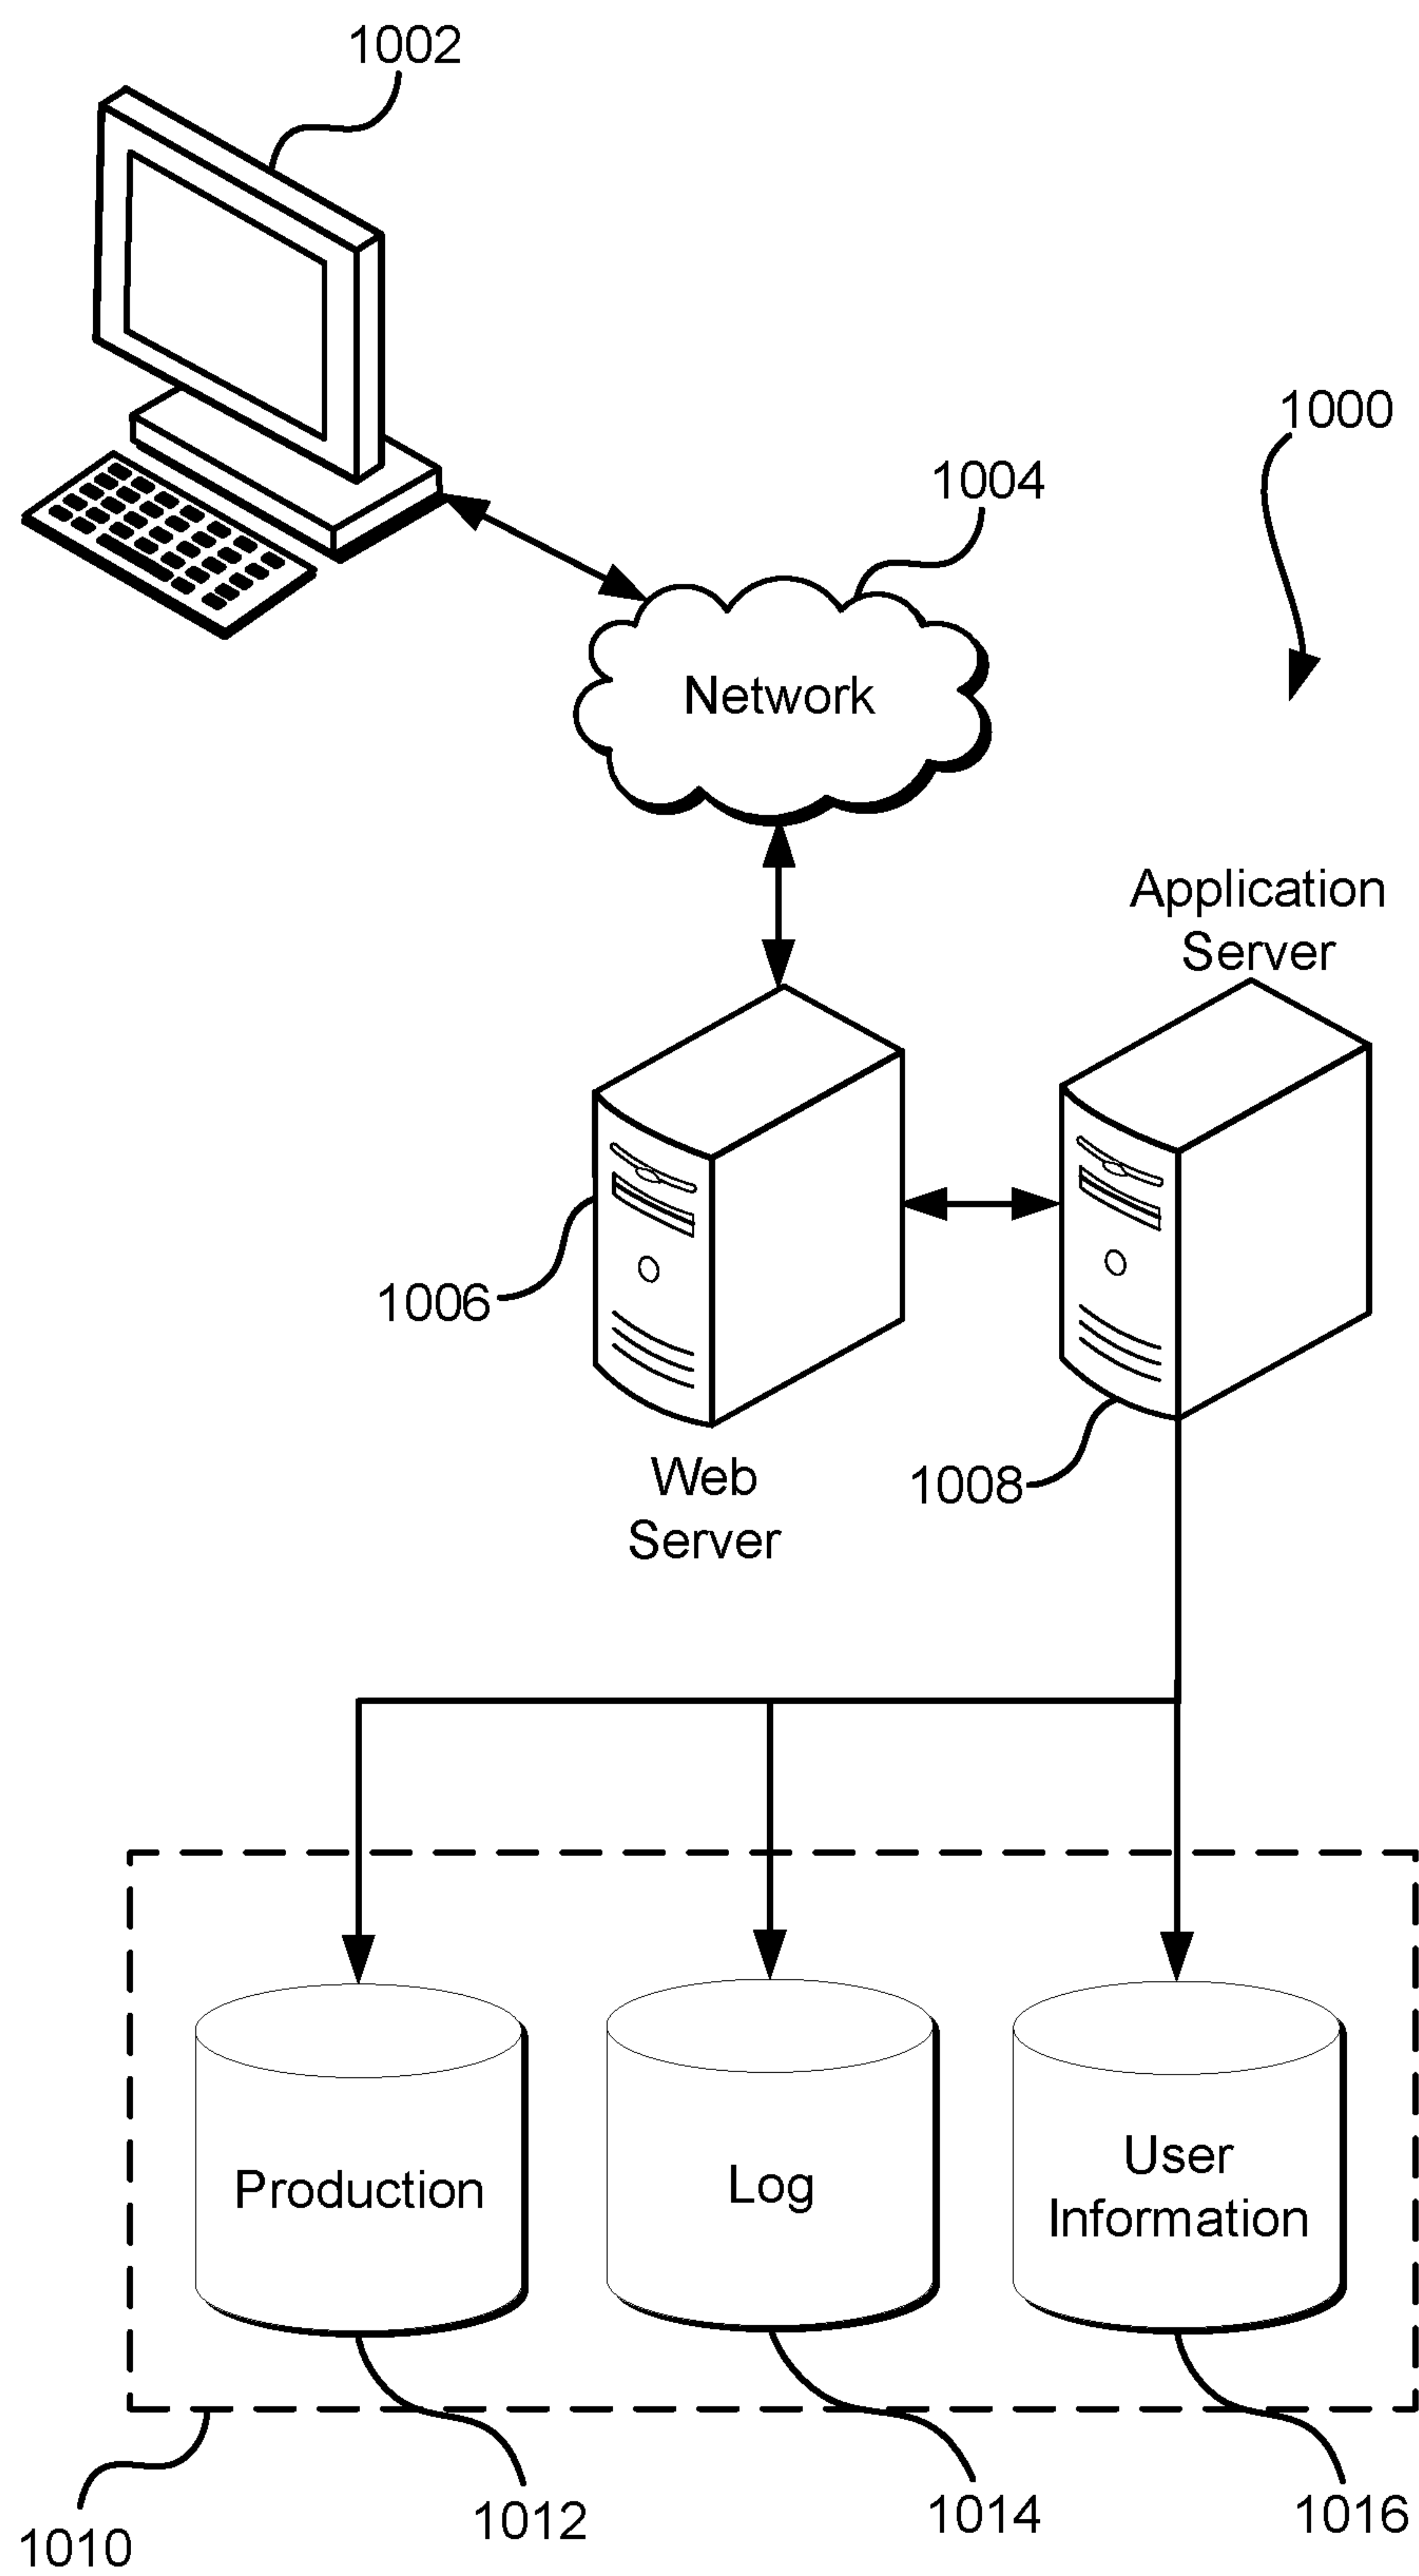 1002
1000
1004
Network
Application
Server
1006
Web
Server
1008
Production
Log
User
Information
1010
1012
1014
1016